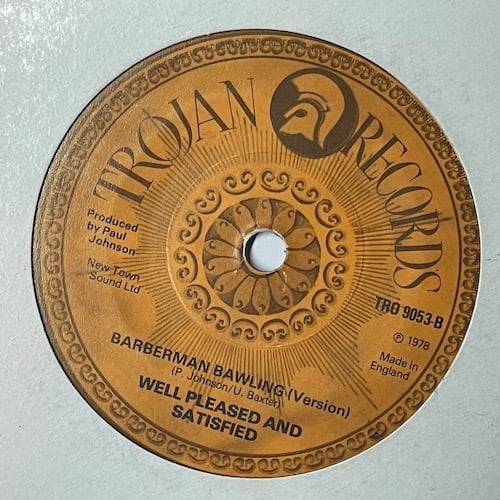 TROJAN RECORDS
Produced
by Paul
Johnson
New Town
Sound Ltd
TRO 9053-B
Ⓟ 1978
Made in
England
BARBERMAN BAWLING (Version)
(P. Johnson/U. Baxter)
WELL PLEASED AND
SATISFIED